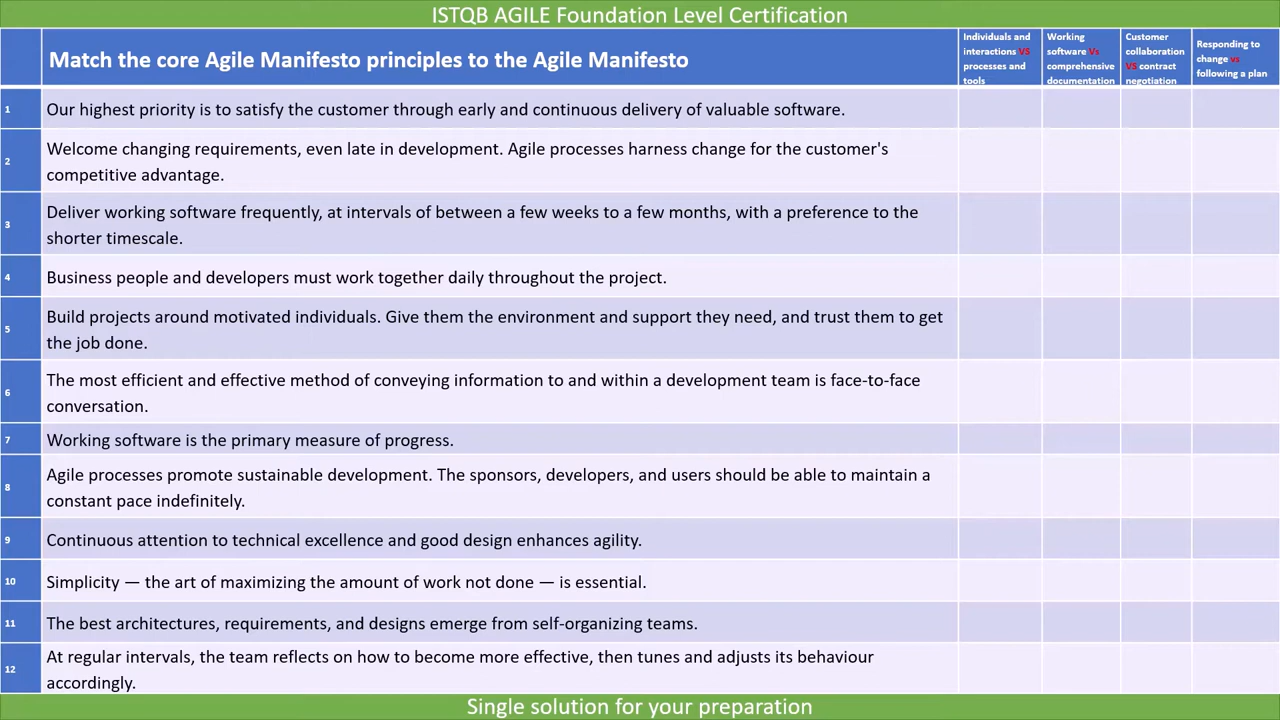 ISTQB AGILE Foundation Level Certification
Match the core Agile Manifesto principles to the Agile Manifesto
Individuals and
interactions VS
processes and
tools
Working
software Vs
comprehensive
documentation
Customer
collaboration
VS contract
negotiation
Responding to
change vs
following a plan
1
Our highest priority is to satisfy the customer through early and continuous delivery of valuable software.
2
Welcome changing requirements, even late in development. Agile processes harness change for the customer's
competitive advantage.
3
Deliver working software frequently, at intervals of between a few weeks to a few months, with a preference to the
shorter timescale.
4
Business people and developers must work together daily throughout the project.
5
Build projects around motivated individuals. Give them the environment and support they need, and trust them to get
the job done.
6
The most efficient and effective method of conveying information to and within a development team is face-to-face
conversation.
7
Working software is the primary measure of progress.
8
Agile processes promote sustainable development. The sponsors, developers, and users should be able to maintain a
constant pace indefinitely.
9
Continuous attention to technical excellence and good design enhances agility.
10
Simplicity — the art of maximizing the amount of work not done — is essential.
11
The best architectures, requirements, and designs emerge from self-organizing teams.
12
At regular intervals, the team reflects on how to become more effective, then tunes and adjusts its behaviour
accordingly.
Single solution for your preparation